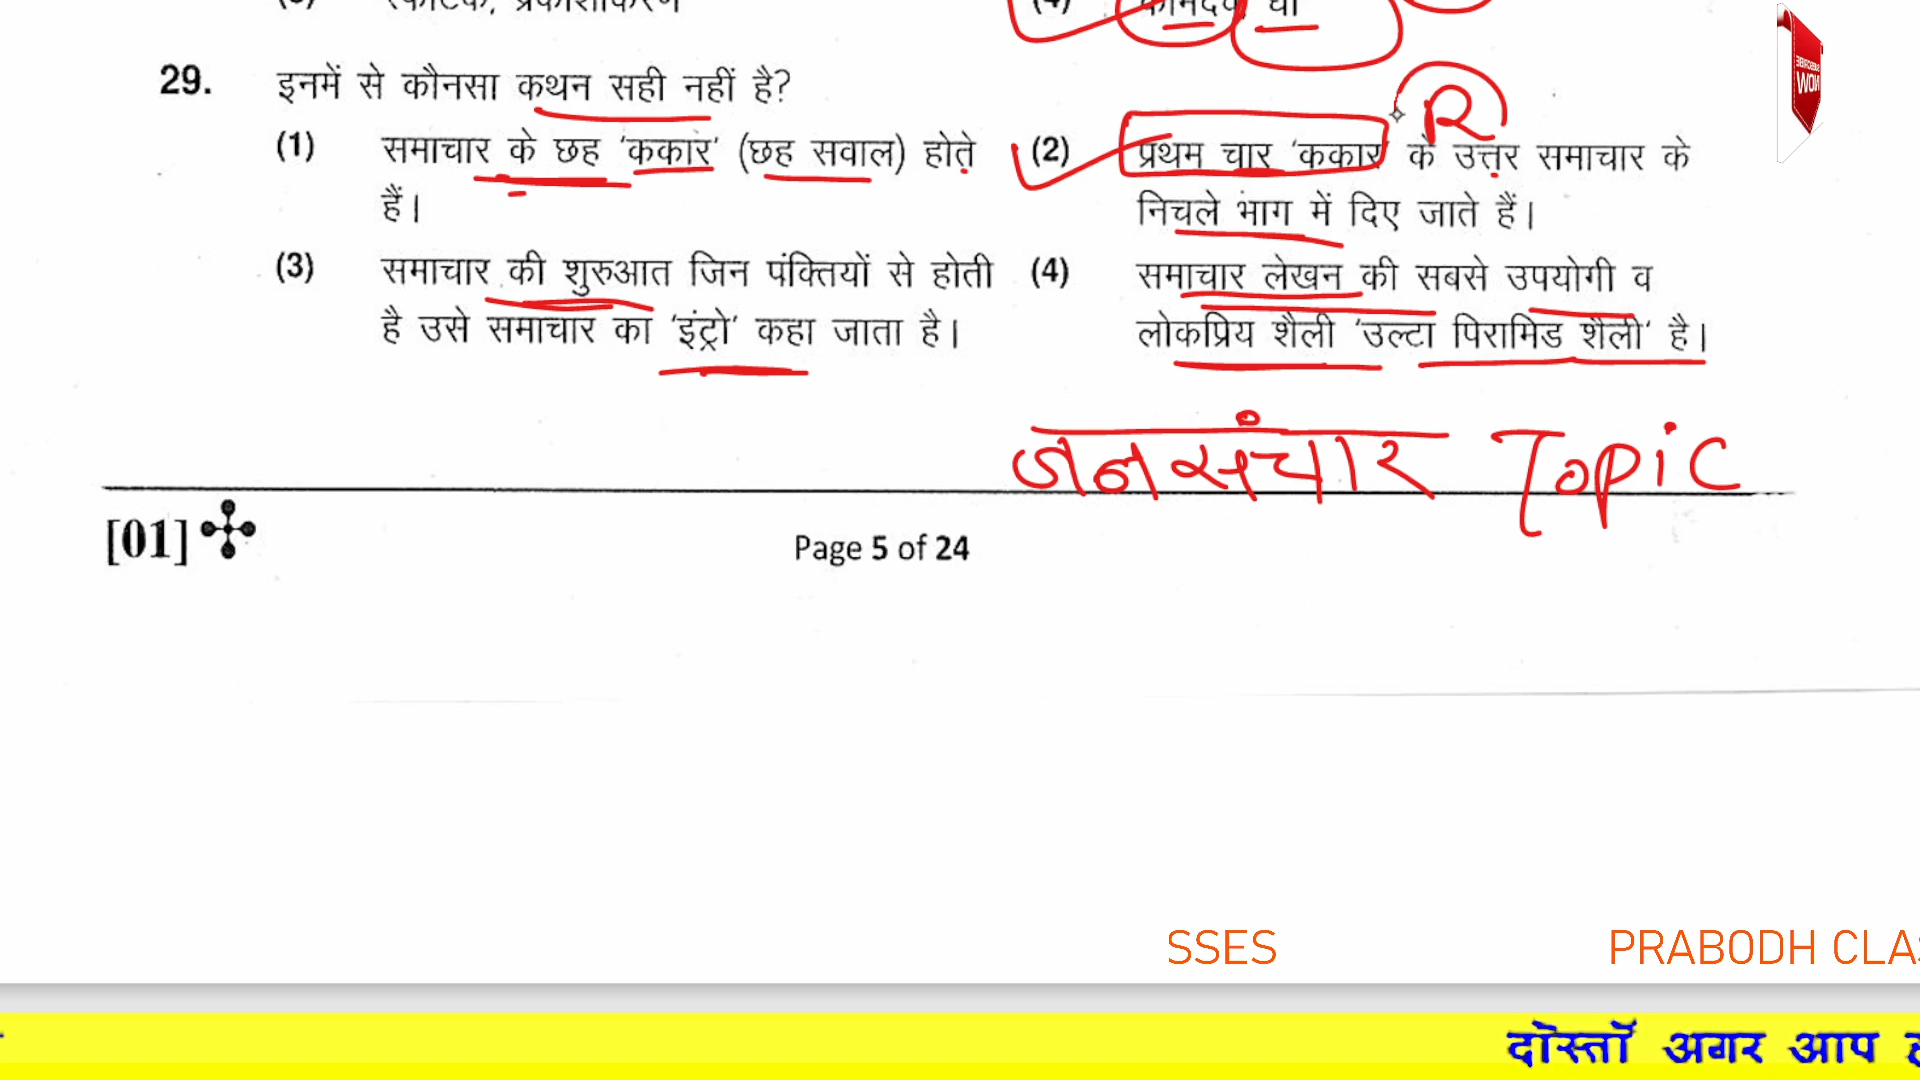 (4)
29. इनमें से कौनसा कथन सही नहीं है?
R
(1) समाचार के छह 'ककार' (छह सवाल) होते हैं।
(2) प्रथम चार 'ककार' के उत्तर समाचार के निचले भाग में दिए जाते हैं।
(3) समाचार की शुरुआत जिन पंक्तियों से होती है उसे समाचार का 'इंट्रो' कहा जाता है।
(4) समाचार लेखन की सबसे उपयोगी व लोकप्रिय शैली 'उल्टा पिरामिड शैली' है।
जनसंचार Topic
[01]
Page 5 of 24
SSES PRABODH
दॊस्तॊं अगर आप